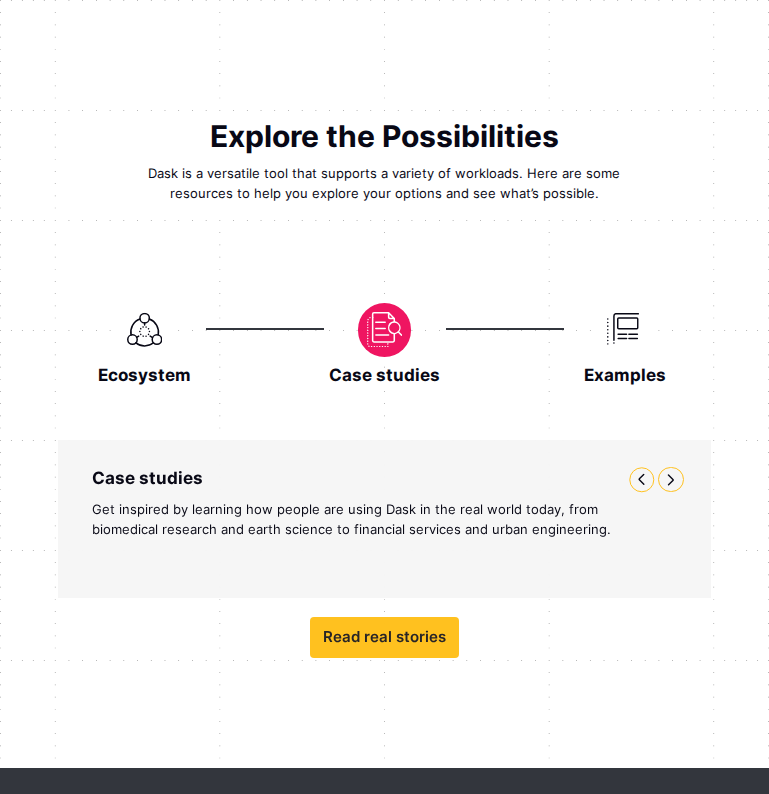 Explore the Possibilities
Dask is a versatile tool that supports a variety of workloads. Here are some
resources to help you explore your options and see what’s possible.
Ecosystem
Case studies
Examples
Case studies
Get inspired by learning how people are using Dask in the real world today, from
biomedical research and earth science to financial services and urban engineering.
Read real stories